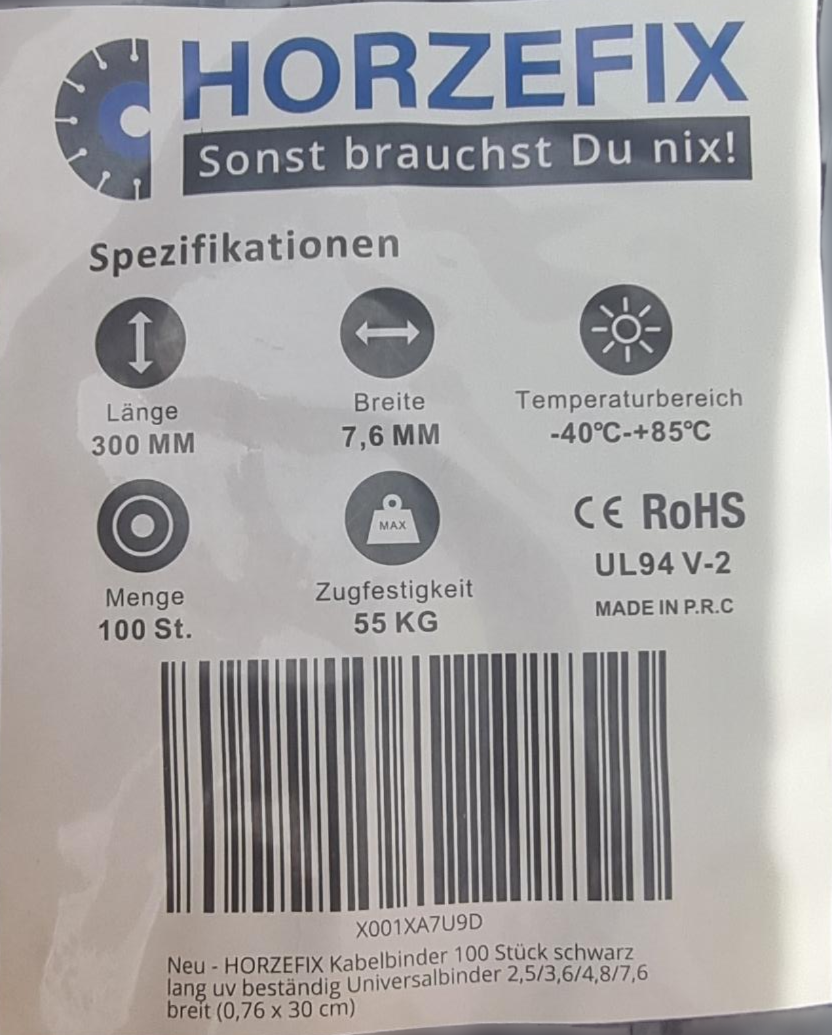 HORZEFIX
Sonst brauchst Du nix!
Spezifikationen
Länge
300 MM
Breite
7,6 MM
Temperaturbereich
-40℃-+85℃
Menge
100 St.
MAX
Zugfestigkeit
55 KG
CE RoHS
UL94 V-2
MADE IN P.R.C
X001XA7U9D
Neu - HORZEFIX Kabelbinder 100 Stück schwarz
lang uv beständig Universalbinder 2,5/3,6/4,8/7,6
breit (0,76 x 30 cm)